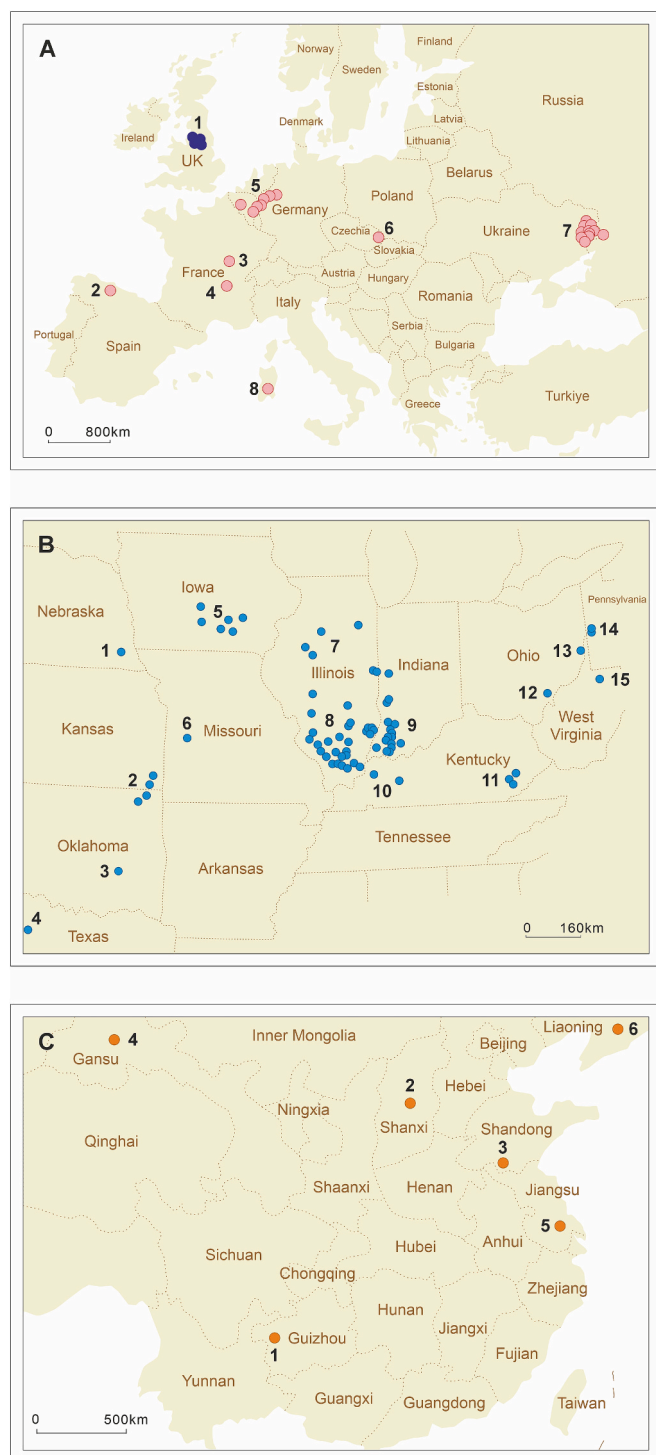 A
Norway
Finland
Sweden
Estonia
Russia
1
Denmark
Latvia
Ireland
Lithuania
UK
Belarus
5
Poland
Germany
6
Ukraine
7
Czechia
Slovakia
3
France
Austria
Hungary
2
4
Italy
Romania
Portugal
Spain
Serbia
Bulgaria
8
Turkiye
Greece
0 800km
B
Iowa
5
Nebraska
Pennsylvania
14
7
1
Indiana
Ohio
13
Illinois
15
12
6
8
9
Kansas
Missouri
West
Virginia
Kentucky
2
10
11
Tennessee
Oklahoma
3
Arkansas
4
Texas
0 160km
C
4
Inner Mongolia
Liaoning
6
Beijing
Gansu
2
Hebei
Ningxia
Shanxi
Shandong
Qinghai
3
Shaanxi
Henan
Jiangsu
5
Sichuan
Hubei
Anhui
Chongqing
Zhejiang
Hunan
Guizhou
Jiangxi
1
Fujian
Yunnan
Guangxi
Guangdong
Taiwan
0 500km